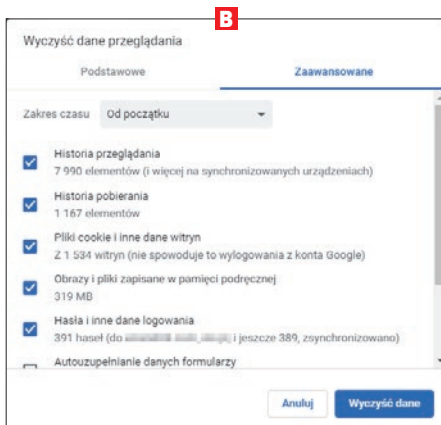 B
Wyczyść dane przeglądania
Podstawowe
Zaawansowane
Zakres czasu Od początku
Historia przeglądania
7 990 elementów (i więcej na synchronizowanych urządzeniach)
Historia pobierania
1 167 elementów
Pliki cookie i inne dane witryn
Z 1 534 witryn (nie spowoduje to wylogowania z konta Google)
Obrazy i pliki zapisane w pamięci podręcznej
319 MB
Hasła i inne dane logowania
391 haseł (do i jeszcze 389, zsynchronizowano)
Autouzupełnianie danych formularzy
Anuluj
Wyczyść dane